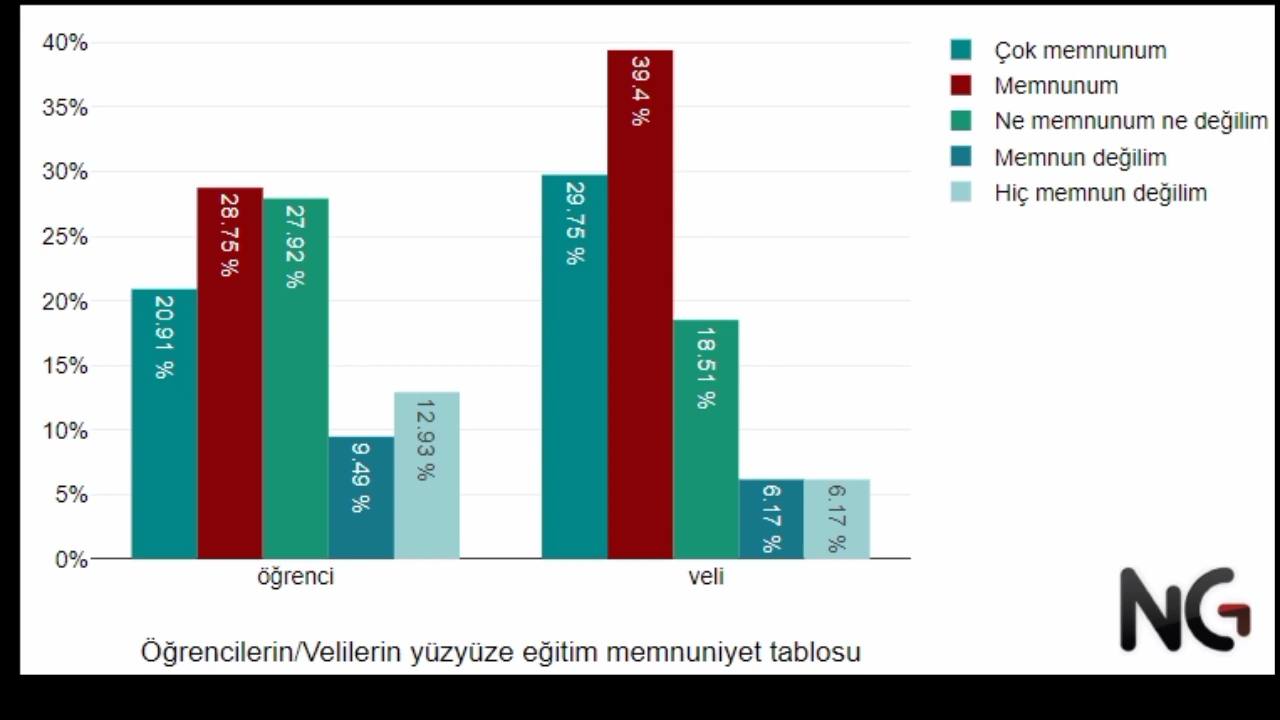 40%
35%
30%
25%
20%
15%
10%
5%
0%
20.91 %
28.75 %
27.92 %
9.49 %
12.93 %
29.75 %
39.4 %
18.51 %
6.17 %
6.17 %
öğrenci
veli
Çok memnunum
Memnunum
Ne memnunum ne değilim
Memnun değilim
Hiç memnun değilim
Öğrencilerin/Velilerin yüzyüze eğitim memnuniyet tablosu
NG